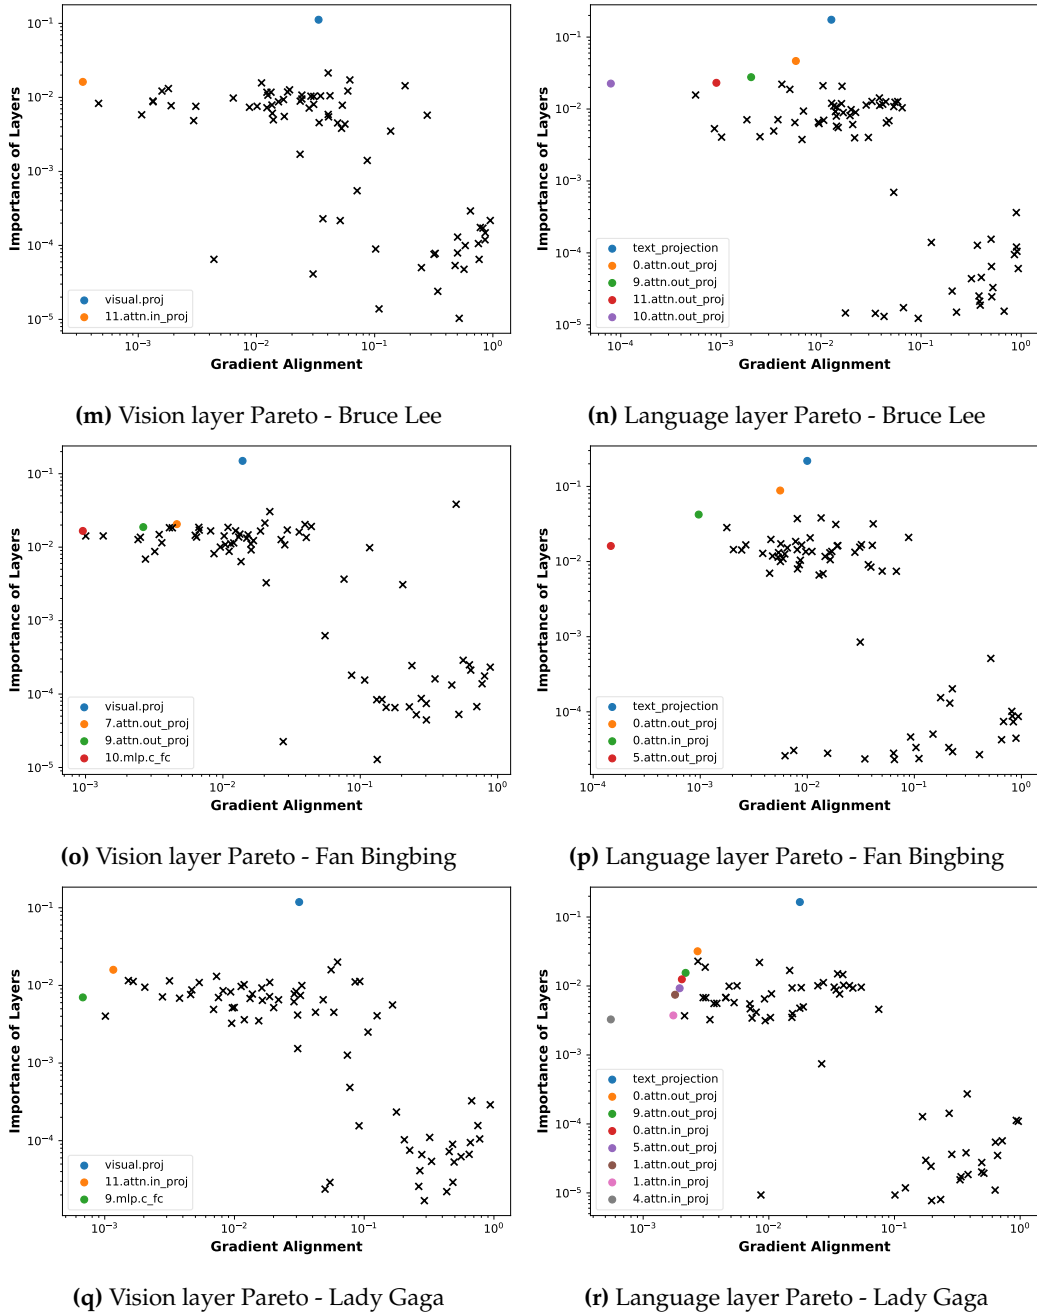 10⁻¹
10⁻²
10⁻³
10⁻⁴
10⁻⁵
Importance of Layers
visual.proj
11.attn.in_proj
10⁻³
10⁻²
10⁻¹
10⁰
Gradient Alignment
(m) Vision layer Pareto - Bruce Lee
10⁻¹
10⁻²
10⁻³
10⁻⁴
10⁻⁵
Importance of Layers
text_projection
0.attn.out_proj
9.attn.out_proj
11.attn.out_proj
10.attn.out_proj
10⁻⁴
10⁻³
10⁻²
10⁻¹
10⁰
Gradient Alignment
(n) Language layer Pareto - Bruce Lee
10⁻¹
10⁻²
10⁻³
10⁻⁴
10⁻⁵
Importance of Layers
visual.proj
7.attn.out_proj
9.attn.out_proj
10.mlp.c_fc
10⁻³
10⁻²
10⁻¹
10⁰
Gradient Alignment
(o) Vision layer Pareto - Fan Bingbing
10⁻¹
10⁻²
10⁻³
10⁻⁴
Importance of Layers
text_projection
0.attn.out_proj
0.attn.in_proj
5.attn.out_proj
10⁻⁴
10⁻³
10⁻²
10⁻¹
10⁰
Gradient Alignment
(p) Language layer Pareto - Fan Bingbing
10⁻¹
10⁻²
10⁻³
10⁻⁴
Importance of Layers
visual.proj
11.attn.in_proj
9.mlp.c_fc
10⁻³
10⁻²
10⁻¹
10⁰
Gradient Alignment
(q) Vision layer Pareto - Lady Gaga
10⁻¹
10⁻²
10⁻³
10⁻⁴
10⁻⁵
Importance of Layers
text_projection
0.attn.out_proj
9.attn.out_proj
0.attn.in_proj
5.attn.out_proj
1.attn.out_proj
1.attn.in_proj
4.attn.in_proj
10⁻³
10⁻²
10⁻¹
10⁰
Gradient Alignment
(r) Language layer Pareto - Lady Gaga